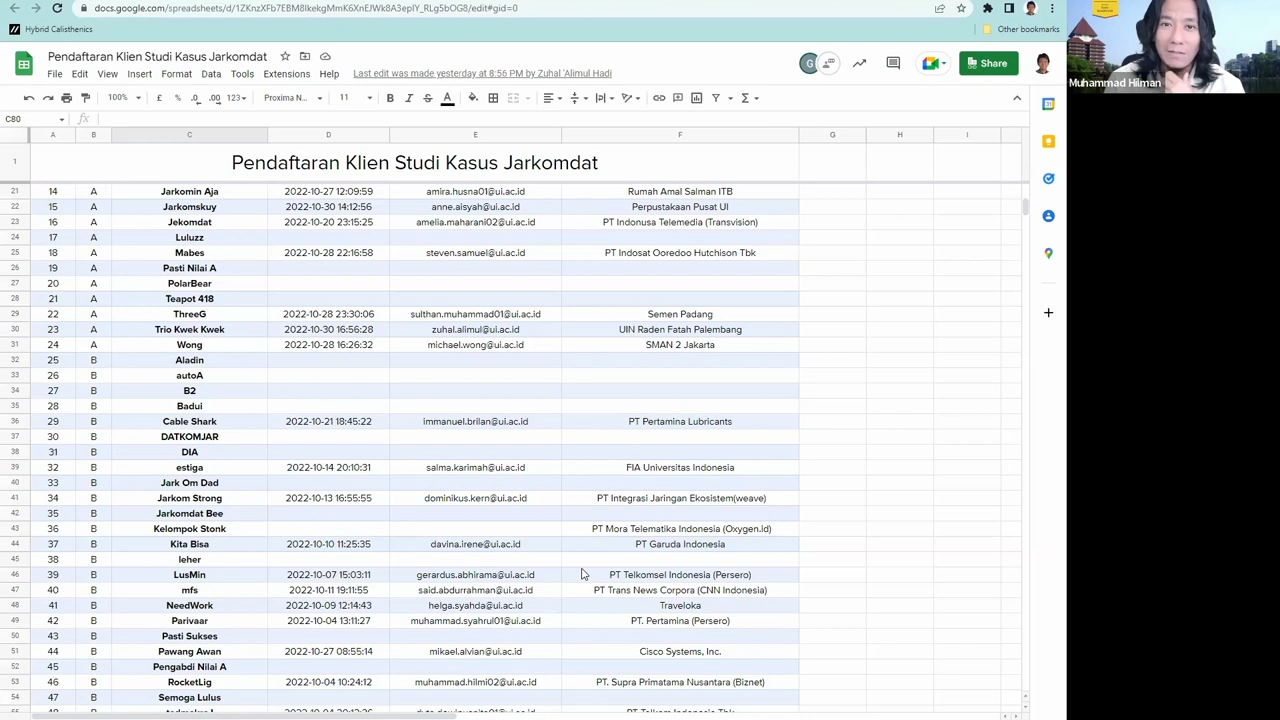 docs.google.com/spreadsheets/d/1ZKnzXFb7EBM8IkekgMmK6XnEJWk8A3epIY_RLg5bOG8/edit#gid=0
Hybrid Calisthenics
Other bookmarks
Pendaftaran Klien Studi Kasus Jarkomdat
File Edit View Insert Format Data Tools Extensions Help
Last edit was made yesterday at 8:55 PM by Zuhal 'Alimul Hadi
G
Share
Muhammad Hilman
100% £ % .0 .00 123 Proxima N... 11 B I S A
C80 fx
A B C D E F G H I
1 Pendaftaran Klien Studi Kasus Jarkomdat
21 14 A Jarkomin Aja amira.husna01@ui.ac.id Rumah Amal Salman ITB
22 15 A Jarkomskuy 2022-10-30 14:12:56 anne.aisyah@ui.ac.id Perpustakaan Pusat UI
23 16 A Jekomdat 2022-10-20 23:15:25 amelia.maharani02@ui.ac.id PT Indonusa Telemedia (Transvision)
24 17 A Luluzz
25 18 A Mabes steven.samuel@ui.ac.id PT Indosat Ooredoo Hutchison Tbk
26 19 A Pasti Nilai A
27 20 A PolarBear
28 21 A Teapot 418
29 22 A ThreeG 2022-10-28 23:30:06 sulthan.muhammad01@ui.ac.id Semen Padang
30 23 A Trio Kwek Kwek 2022-10-30 16:56:28 zuhal.alimul@ui.ac.id UIN Raden Fatah Palembang
31 24 A Wong 2022-10-28 16:26:32 michael.wong@ui.ac.id SMAN 2 Jakarta
32 25 B Aladin
33 26 B autoA
34 27 B B2
35 28 B Badui
36 29 B Cable Shark 2022-10-21 18:45:22 immanuel.brilan@ui.ac.id PT Pertamina Lubricants
37 30 B DATKOMJAR
38 31 B DIA
39 32 B estiga 2022-10-14 20:10:31 salma.karimah@ui.ac.id FIA Universitas Indonesia
40 33 B Jark Om Dad
41 34 B Jarkom Strong 2022-10-13 16:55:55 dominikus.kern@ui.ac.id PT Integrasi Jaringan Ekosistem(weave)
42 35 B Jarkomdat Bee
43 36 B Kelompok Stonk PT Mora Telematika Indonesia (Oxygen.id)
44 37 B Kita Bisa 2022-10-10 11:25:35 davina.irene@ui.ac.id PT Garuda Indonesia
45 38 B leher
46 39 B LusMin 2022-10-07 15:03:11 gerardus.abhirama@ui.ac.id PT Telkomsel Indonesia (Persero)
47 40 B mfs 2022-10-11 19:11:55 said.abdurrahman@ui.ac.id PT Trans News Corpora (CNN Indonesia)
48 41 B NeedWork 2022-10-09 12:14:43 helga.syahda@ui.ac.id Traveloka
49 42 B Parivaar 2022-10-04 13:11:27 muhammad.syahrul01@ui.ac.id PT. Pertamina (Persero)
50 43 B Pasti Sukses
51 44 B Pawang Awan 2022-10-27 08:55:14 mikael.alvian@ui.ac.id Cisco Systems, Inc.
52 45 B Pengabdi Nilai A
53 46 B RocketLig 2022-10-04 10:24:12 muhammad.hilmi02@ui.ac.id PT. Supra Primatama Nusantara (Biznet)
54 47 B Semoga Lulus